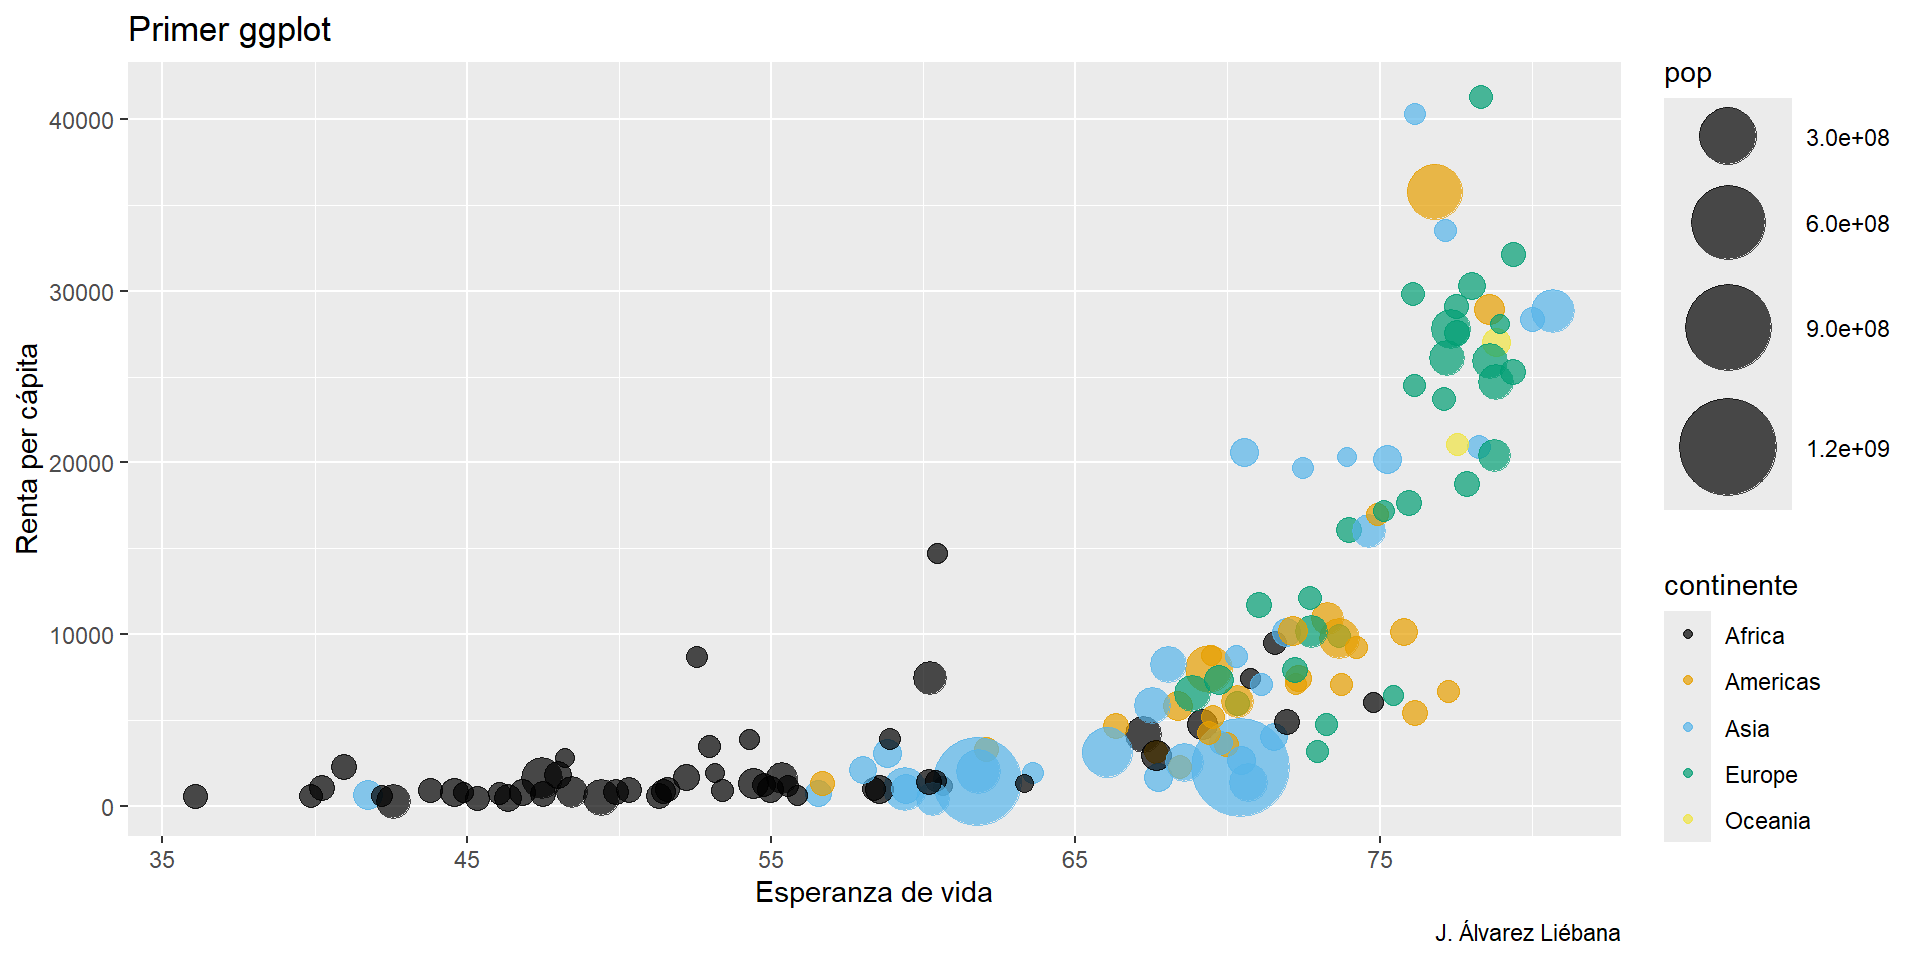 Primer ggplot
40000
30000
20000
10000
0
Renta per cápita
35 45 55 65 75
Esperanza de vida
J. Álvarez Liébana
pop
3.0e+08
6.0e+08
9.0e+08
1.2e+09
continente
Africa
Americas
Asia
Europe
Oceania